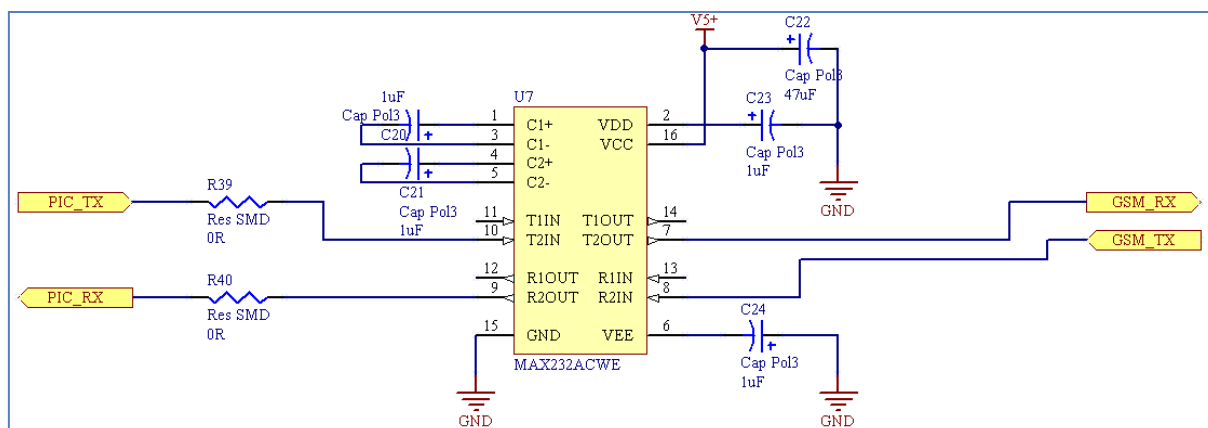 V5+
C22
+
Cap Pol3
47uF
1uF
Cap Pol3
C20
+
U7
1 C1+ VDD 2
3 C1- VCC 16
4 C2+
5 C2-
C23
+
Cap Pol3
1uF
GND
+
C21
Cap Pol3
1uF
PIC_TX
R39
Res SMD
0R
11 T1IN T1OUT 14
10 T2IN T2OUT 7
GSM_RX
GSM_TX
12 R1OUT R1IN 13
9 R2OUT R2IN 8
PIC_RX
R40
Res SMD
0R
15 GND VEE 6
MAX232ACWE
C24
+
Cap Pol3
1uF
GND
GND